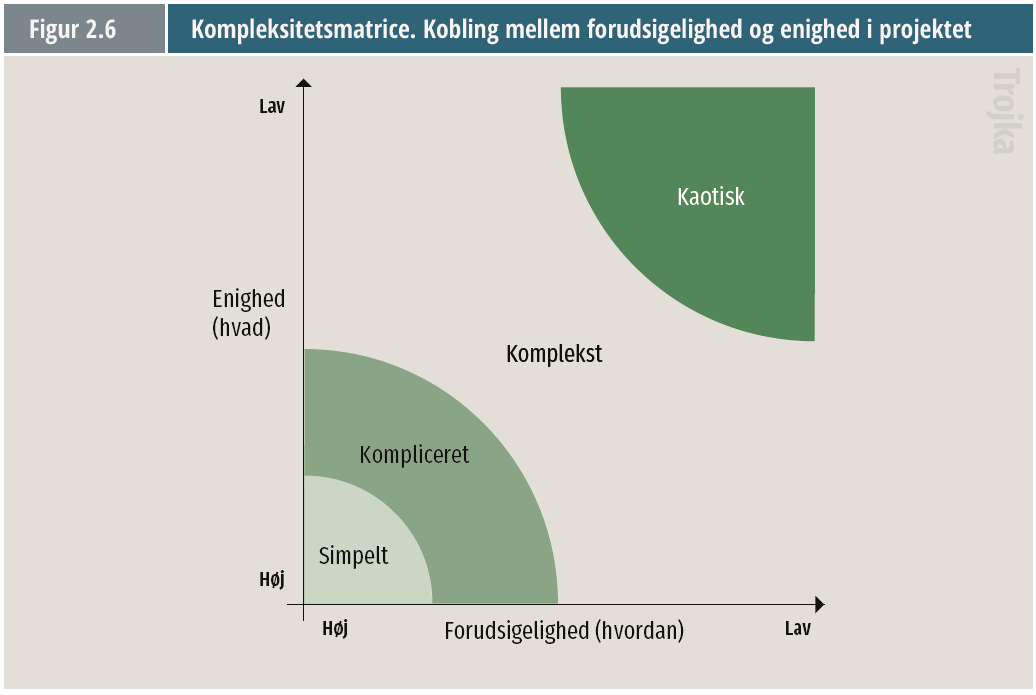 Figur 2.6
Kompleksitetsmatrice. Kobling mellem forudsigelighed og enighed i projektet
Trojka
Lav
Kaotisk
Enighed
(hvad)
Komplekst
Kompliceret
Simpelt
Høj
Høj
Forudsigelighed (hvordan)
Lav